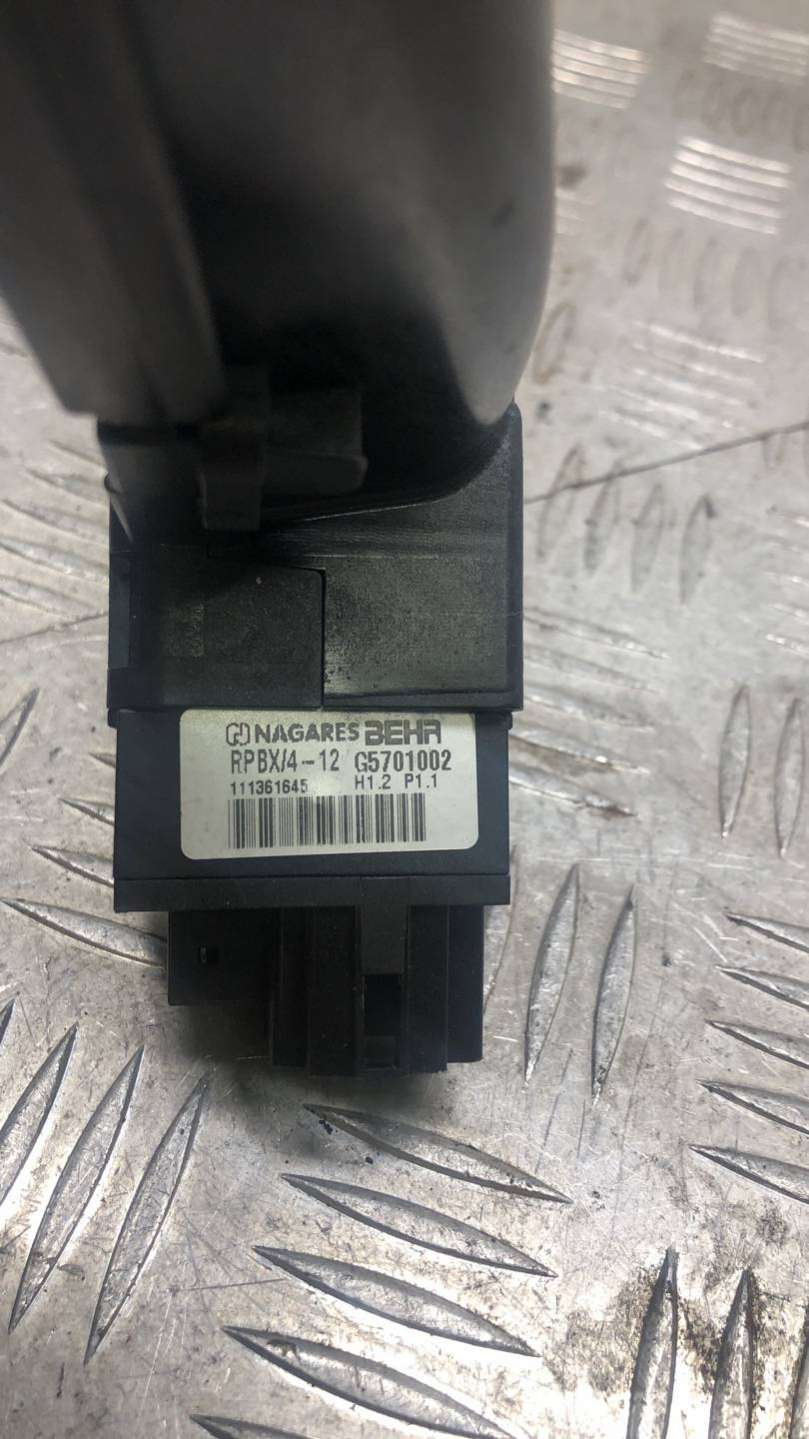 NAGARES BEHR
RPBX/4-12 G5701002
111361645 H1.2 P1.1